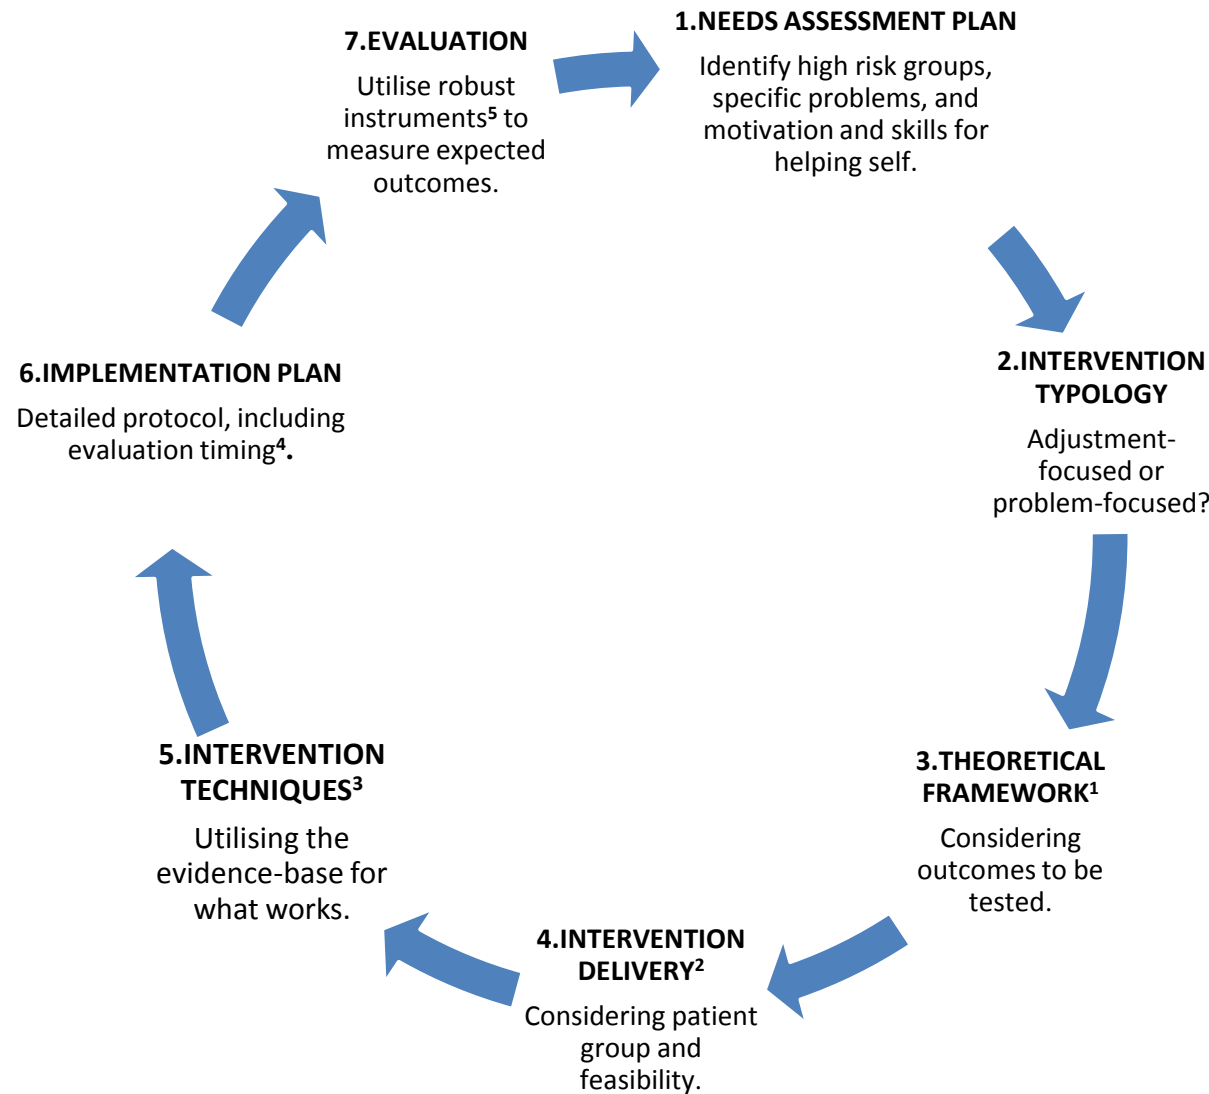 1.NEEDS ASSESSMENT PLAN
Identify high risk groups,
specific problems, and
motivation and skills for
helping self.
2.INTERVENTION
TYPOLOGY
Adjustment-
focused or
problem-focused?
3.THEORETICAL
FRAMEWORK¹
Considering
outcomes to be
tested.
4.INTERVENTION
DELIVERY²
Considering patient
group and
feasibility.
5.INTERVENTION
TECHNIQUES³
Utilising the
evidence-base for
what works.
6.IMPLEMENTATION PLAN
Detailed protocol, including
evaluation timing⁴.
7.EVALUATION
Utilise robust
instruments⁵ to
measure expected
outcomes.